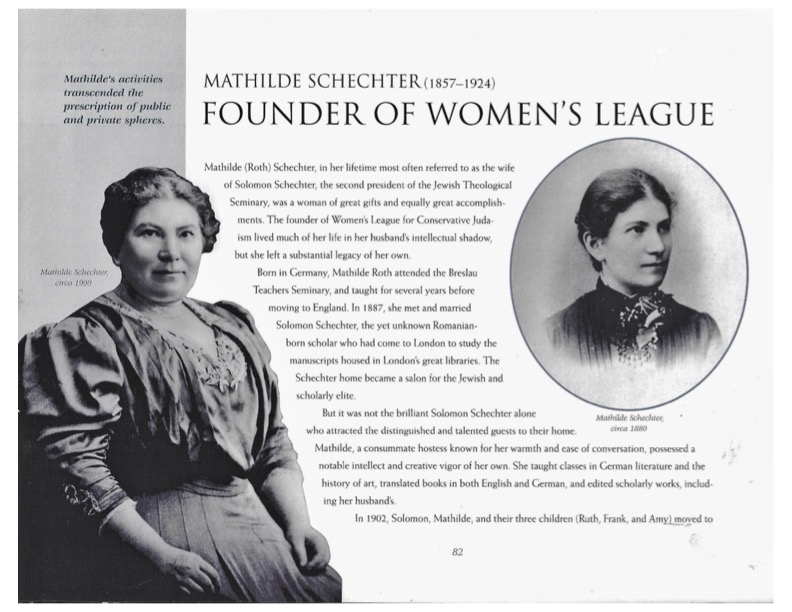 Mathilde's activities
transcended the
prescription of public
and private spheres.
MATHILDE SCHECHTER (1857–1924)
FOUNDER OF WOMEN'S LEAGUE
Mathilde (Roth) Schechter, in her lifetime most often referred to as the wife
of Solomon Schechter, the second president of the Jewish Theological
Seminary, was a woman of great gifts and equally great accomplish-
ments. The founder of Women's League for Conservative Juda-
ism lived much of her life in her husband's intellectual shadow,
but she left a substantial legacy of her own.
Born in Germany, Mathilde Roth attended the Breslau
Teachers Seminary, and taught for several years before
moving to England. In 1887, she met and married
Solomon Schechter, the yet unknown Romanian-
born scholar who had come to London to study the
manuscripts housed in London's great libraries. The
Schechter home became a salon for the Jewish and
scholarly elite.
But it was not the brilliant Solomon Schechter alone
who attracted the distinguished and talented guests to their home.
Mathilde, a consummate hostess known for her warmth and ease of conversation, possessed a
notable intellect and creative vigor of her own. She taught classes in German literature and the
history of art, translated books in both English and German, and edited scholarly works, includ-
ing her husband's.
In 1902, Solomon, Mathilde, and their three children (Ruth, Frank, and Amy) moved to
Mathilde Schechter,
circa 1900
Mathilde Schechter,
circa 1880
82